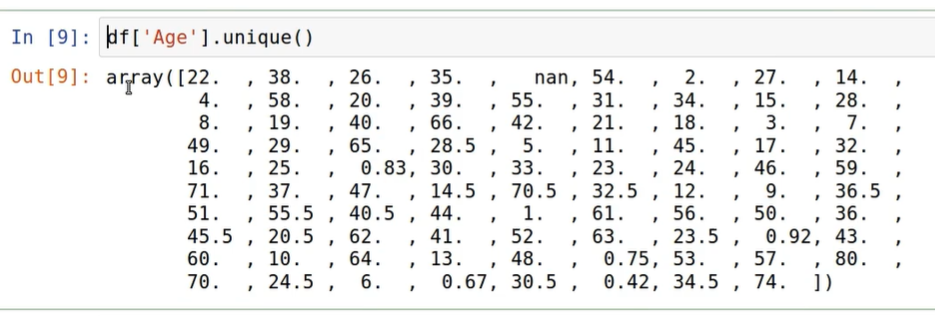 In [9]: df['Age'].unique()
Out[9]: array([22.  , 38.  , 26.  , 35.  ,   nan, 54.  ,  2.  , 27.  , 14.  ,
4.  , 58.  , 20.  , 39.  , 55.  , 31.  , 34.  , 15.  , 28.  ,
8.  , 19.  , 40.  , 66.  , 42.  , 21.  , 18.  ,  3.  ,  7.  ,
49.  , 29.  , 65.  , 28.5 ,  5.  , 11.  , 45.  , 17.  , 32.  ,
16.  , 25.  ,  0.83, 30.  , 33.  , 23.  , 24.  , 46.  , 59.  ,
71.  , 37.  , 47.  , 14.5 , 70.5 , 32.5 , 12.  ,  9.  , 36.5 ,
51.  , 55.5 , 40.5 , 44.  ,  1.  , 61.  , 56.  , 50.  , 36.  ,
45.5 , 20.5 , 62.  , 41.  , 52.  , 63.  , 23.5 ,  0.92, 43.  ,
60.  , 10.  , 64.  , 13.  , 48.  ,  0.75, 53.  , 57.  , 80.  ,
70.  , 24.5 ,  6.  ,  0.67, 30.5 ,  0.42, 34.5 , 74.  ])